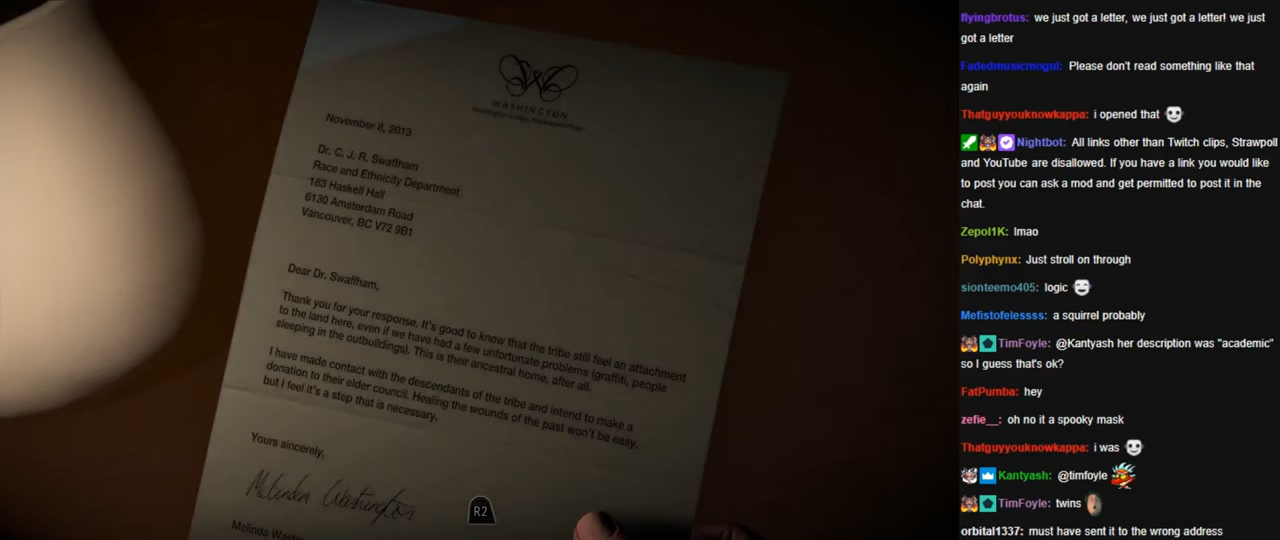 WASHINGTON
November 8, 2013
Dr. C. J. R. Swaffham
Race and Ethnicity Department
183 Haskell Hall
6130 Amsterdam Road
Vancouver, BC V72 9B1
Dear Dr. Swaffham,
Thank you for your response. It's good to know that the tribe still feel an attachment
to the land here, even if we have had a few unfortunate problems (graffiti, people
sleeping in the outbuildings). This is their ancestral home, after all.
I have made contact with the descendants of the tribe and intend to make a
donation to their elder council. Healing the wounds of the past won't be easy,
but I feel it's a step that is necessary.
Yours sincerely,
Melinda Washington
Melinda
R2
flyingbrotus: we just got a letter, we just got a letter! we just
got a letter
Fadedmusicmogul: Please don't read something like that
again
Thatguyyouknowkappa: i opened that
Nightbot: All links other than Twitch clips, Strawpoll
and YouTube are disallowed. If you have a link you would like
to post you can ask a mod and get permitted to post it in the
chat.
Zepol1K: lmao
Polyphynx: Just stroll on through
sionteemo405: logic
Mefistofelessss: a squirrel probably
TimFoyle: @Kantyash her description was "academic"
so I guess that's ok?
FatPumba: hey
zefie__: oh no it a spooky mask
Thatguyyouknowkappa: i was
Kantyash: @timfoyle
TimFoyle: twins
orbital1337: must have sent it to the wrong address